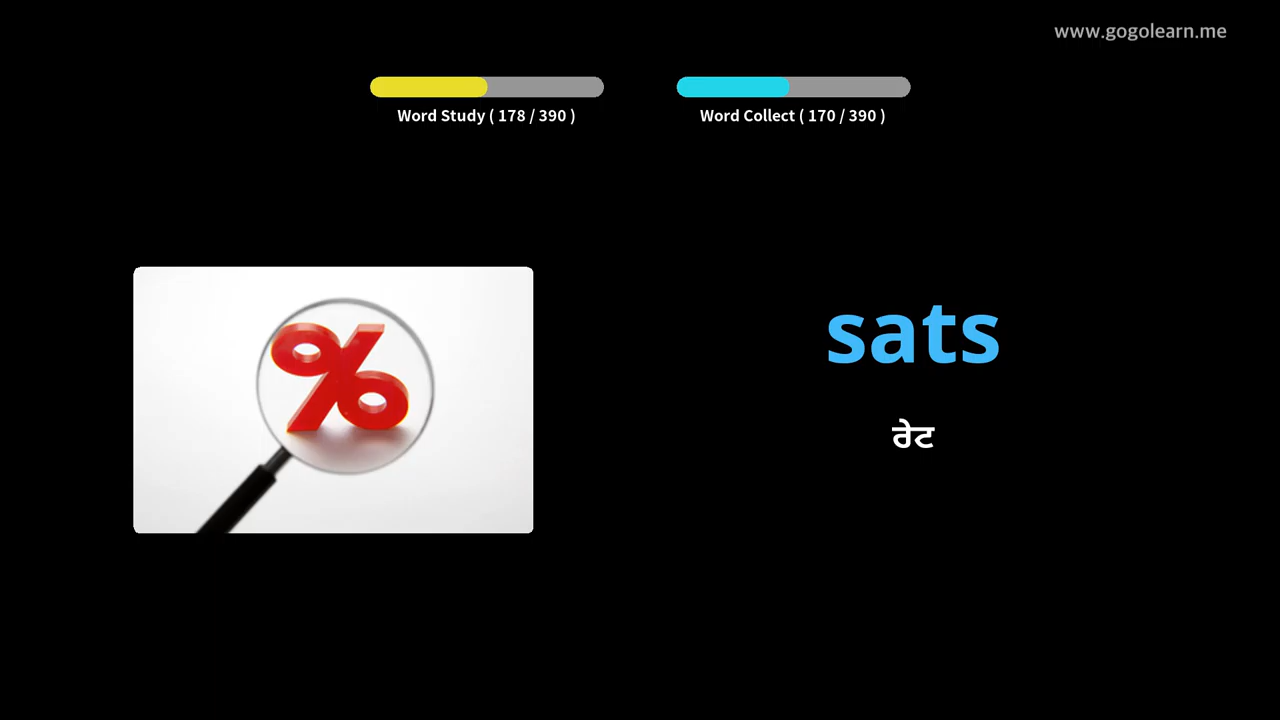 www.gogolearn.me
Word Study ( 178 / 390 )
Word Collect ( 170 / 390 )
%
sats
ਰੇਟ